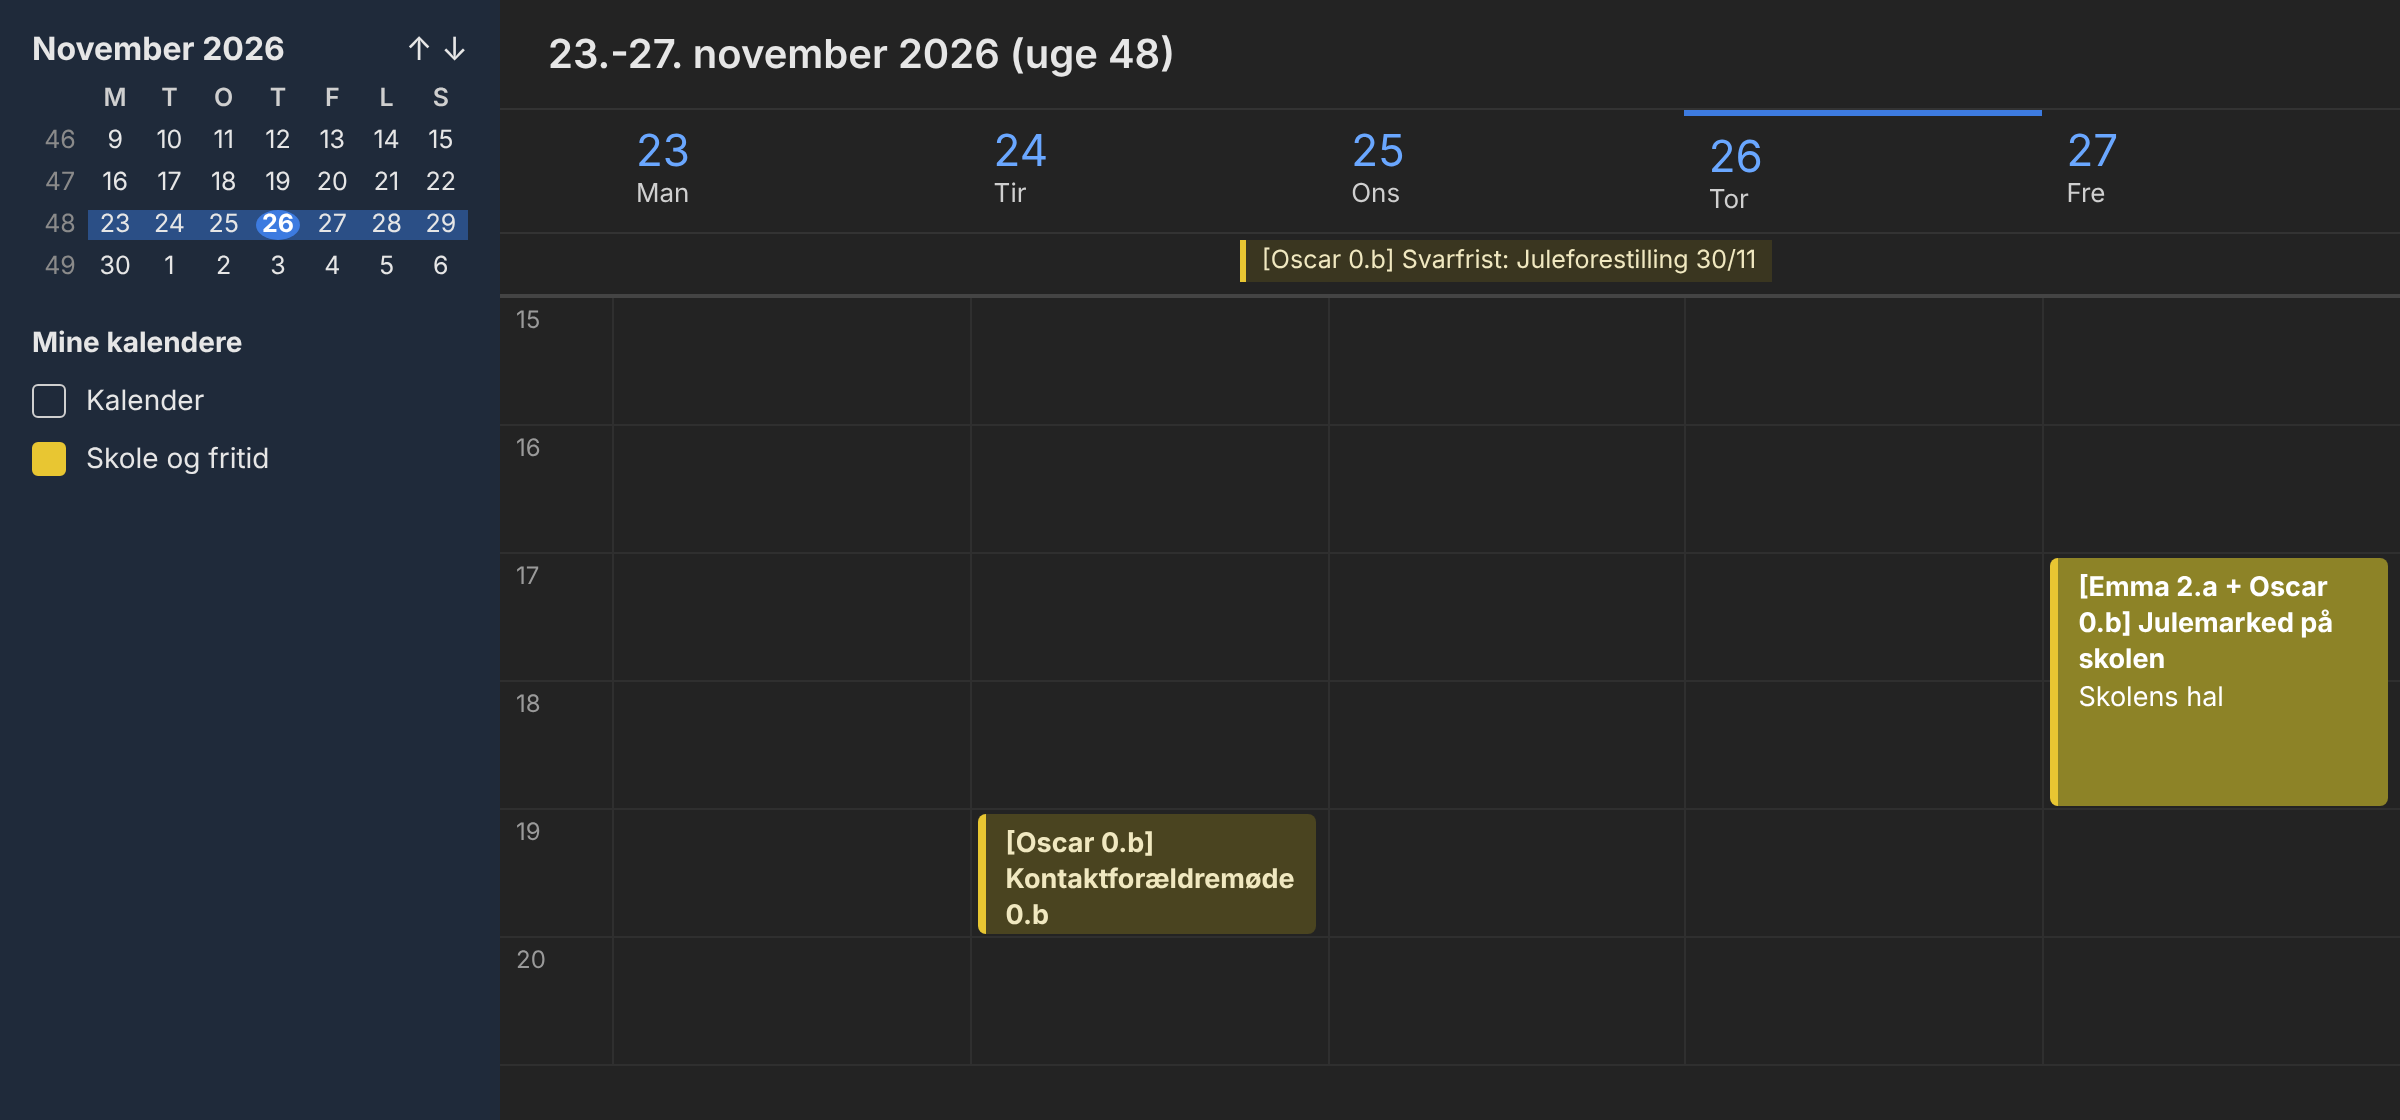 November 2026 ↑ ↓
M T O T F L S
46 9 10 11 12 13 14 15
47 16 17 18 19 20 21 22
48 23 24 25 26 27 28 29
49 30 1 2 3 4 5 6
Mine kalendere
Kalender
Skole og fritid
23.-27. november 2026 (uge 48)
23
Man
24
Tir
25
Ons
26
Tor
27
Fre
[Oscar 0.b] Svarfrist: Juleforestilling 30/11
15
16
17
18
19
20
[Oscar 0.b]
Kontaktforældremøde
0.b
[Emma 2.a + Oscar
0.b] Julemarked på
skolen
Skolens hal